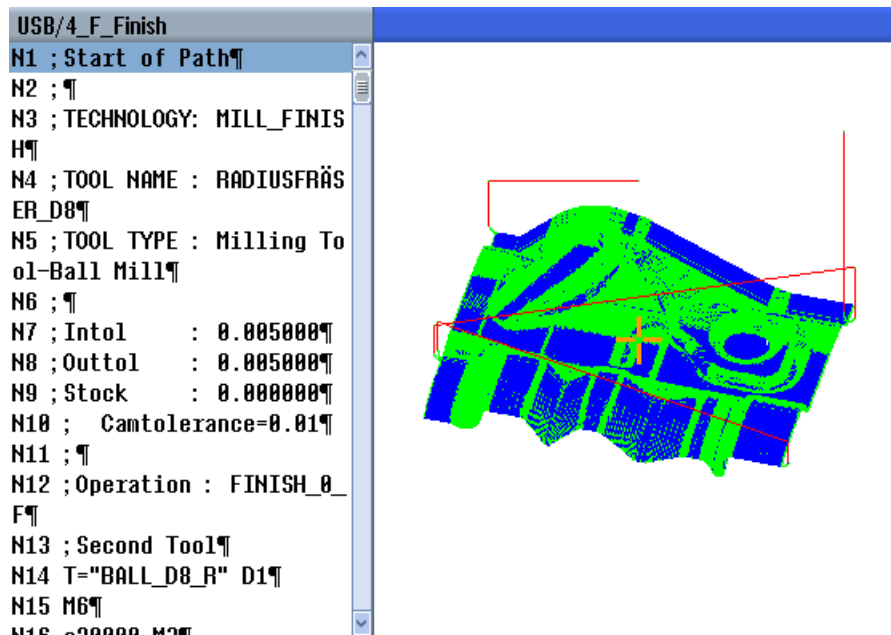 USB/4_F_Finish
N1 ;Start of Path¶
N2 ;¶
N3 ;TECHNOLOGY: MILL_FINIS
H¶
N4 ;TOOL NAME : RADIUSFRÄS
ER_D8¶
N5 ;TOOL TYPE : Milling To
ol-Ball Mill¶
N6 ;¶
N7 ;Intol     : 0.005000¶
N8 ;Outtol    : 0.005000¶
N9 ;Stock     : 0.000000¶
N10 ;  Camtolerance=0.01¶
N11 ;¶
N12 ;Operation : FINISH_0_
F¶
N13 ;Second Tool¶
N14 T="BALL_D8_R" D1¶
N15 M6¶